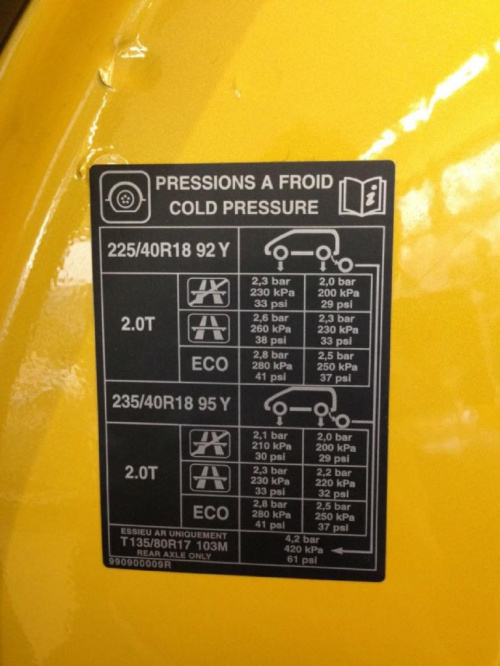 PRESSIONS A FROID
COLD PRESSURE
225/40R18 92 Y
2.0T
2,3 bar
230 kPa
33 psi
2,0 bar
200 kPa
29 psi
2,6 bar
260 kPa
38 psi
2,3 bar
230 kPa
33 psi
ECO
2,8 bar
280 kPa
41 psi
2,5 bar
250 kPa
37 psi
235/40R18 95 Y
2.0T
2,1 bar
210 kPa
30 psi
2,0 bar
200 kPa
29 psi
2,3 bar
230 kPa
33 psi
2,2 bar
220 kPa
32 psi
ECO
2,8 bar
280 kPa
41 psi
2,5 bar
250 kPa
37 psi
ESSIEU AR UNIQUEMENT
T135/80R17 103M
REAR AXLE ONLY
4,2 bar
420 kPa
61 psi
990900009R